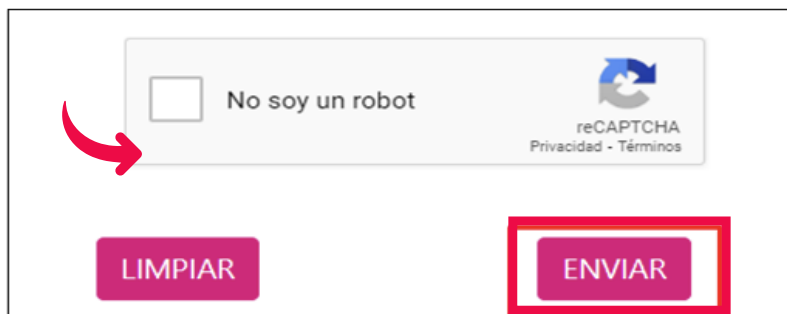 No soy un robot
reCAPTCHA
Privacidad - Términos
LIMPIAR
ENVIAR